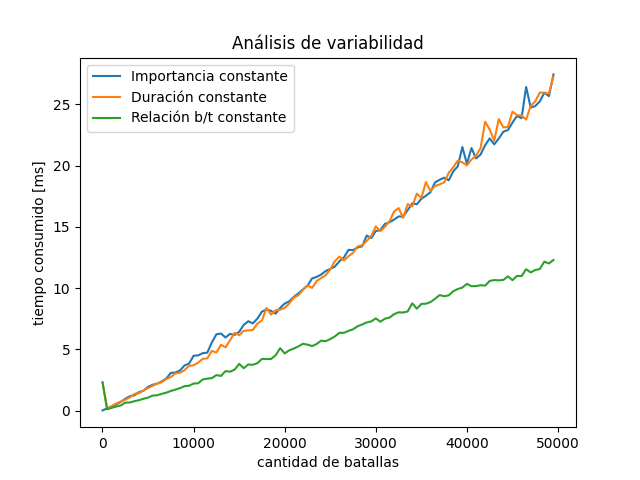 Análisis de variabilidad
Importancia constante
Duración constante
Relación b/t constante
tiempo consumido [ms]
25
20
15
10
5
0
0 10000 20000 30000 40000 50000
cantidad de batallas